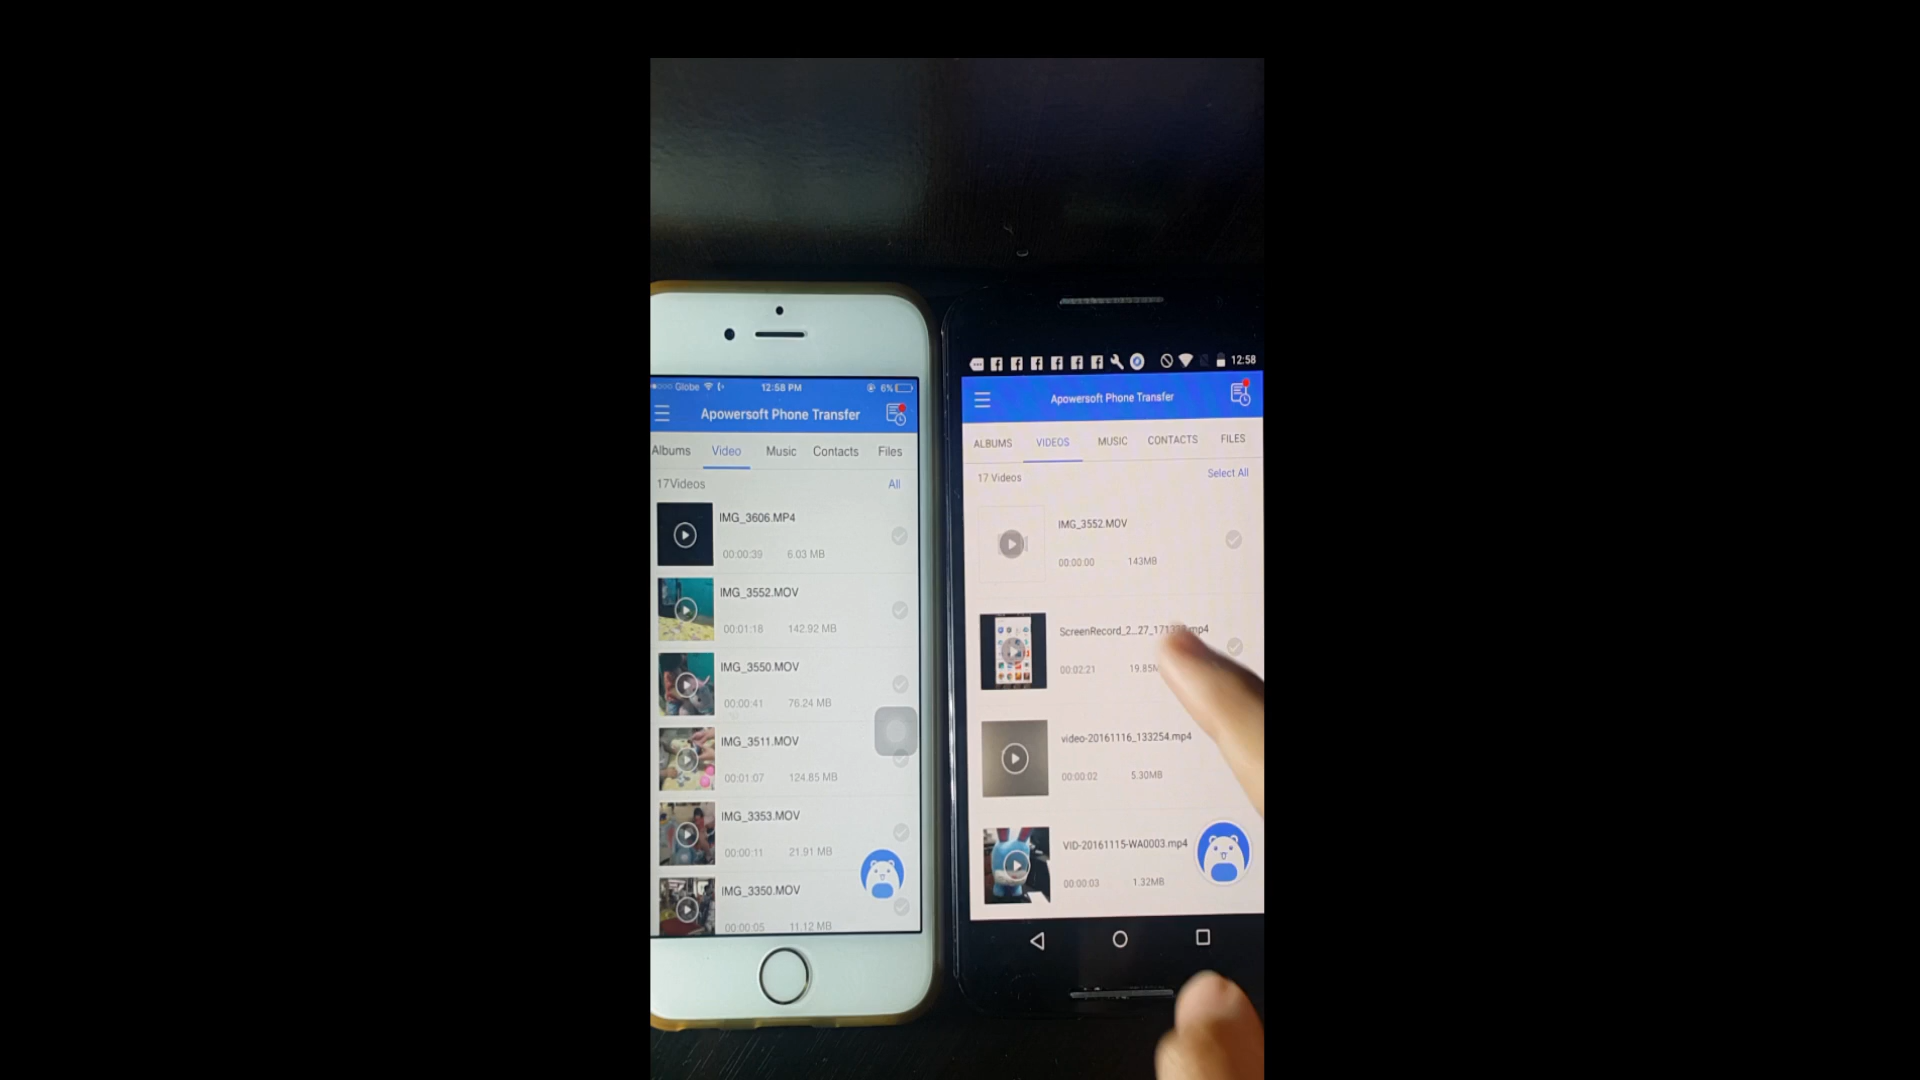 Globe 12:58 PM 6%
Apowersoft Phone Transfer
Albums Video Music Contacts Files
17Videos All
IMG_3606.MP4
00:00:39 6.03 MB
IMG_3552.MOV
00:01:18 142.92 MB
IMG_3550.MOV
00:00:41 76.24 MB
IMG_3511.MOV
00:01:07 124.85 MB
IMG_3353.MOV
00:00:11 21.91 MB
IMG_3350.MOV
00:00:05 11.12 MB
12:58
Apowersoft Phone Transfer
ALBUMS VIDEOS MUSIC CONTACTS FILES
17 Videos Select All
IMG_3552.MOV
00:00:00 143MB
00:02:21
video-20161116_133254.mp4
00:00:02 5.30MB
VID-20161115-WA0003.mp4
00:00:03 1.32MB